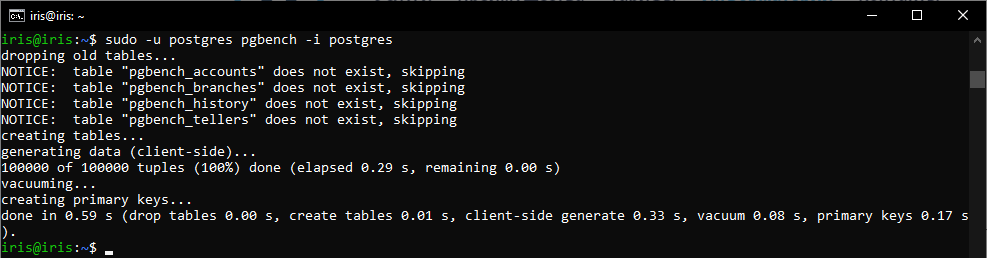 iris@iris: ~
iris@iris:~$ sudo -u postgres pgbench -i postgres
dropping old tables...
NOTICE:  table "pgbench_accounts" does not exist, skipping
NOTICE:  table "pgbench_branches" does not exist, skipping
NOTICE:  table "pgbench_history" does not exist, skipping
NOTICE:  table "pgbench_tellers" does not exist, skipping
creating tables...
generating data (client-side)...
100000 of 100000 tuples (100%) done (elapsed 0.29 s, remaining 0.00 s)
vacuuming...
creating primary keys...
done in 0.59 s (drop tables 0.00 s, create tables 0.01 s, client-side generate 0.33 s, vacuum 0.08 s, primary keys 0.17 s
).
iris@iris:~$